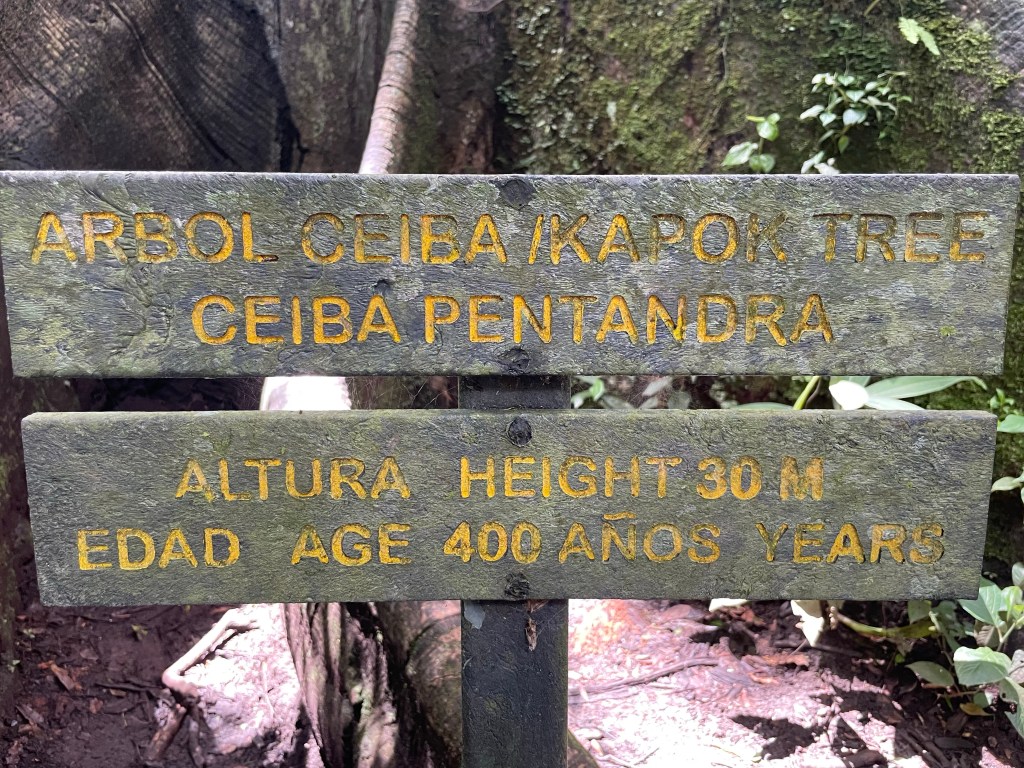 ARBOL CEIBA /KAPOK TREE
CEIBA PENTANDRA
ALTURA HEIGHT 30 M
EDAD AGE 400 AÑOS YEARS